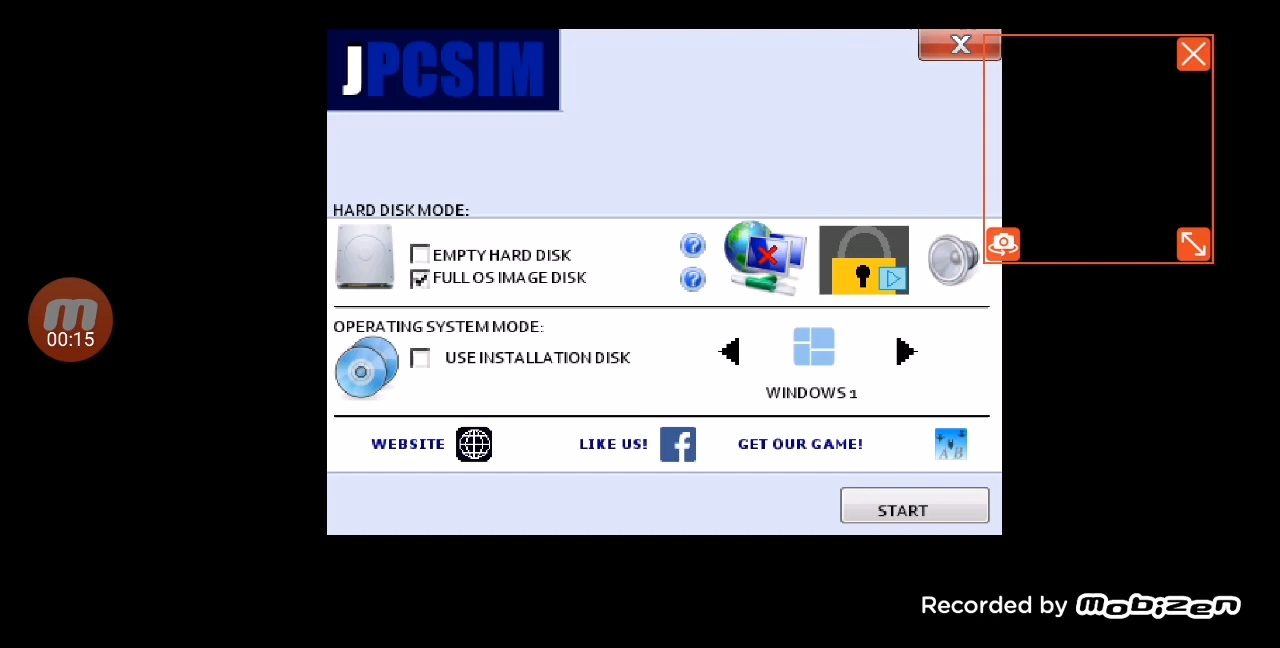 JPCSIM
X
HARD DISK MODE:
EMPTY HARD DISK
?
FULL OS IMAGE DISK
?
OPERATING SYSTEM MODE:
USE INSTALLATION DISK
WINDOWS 1
WEBSITE
LIKE US!
f
GET OUR GAME!
A B
START
m
00:15
Recorded by mobizen